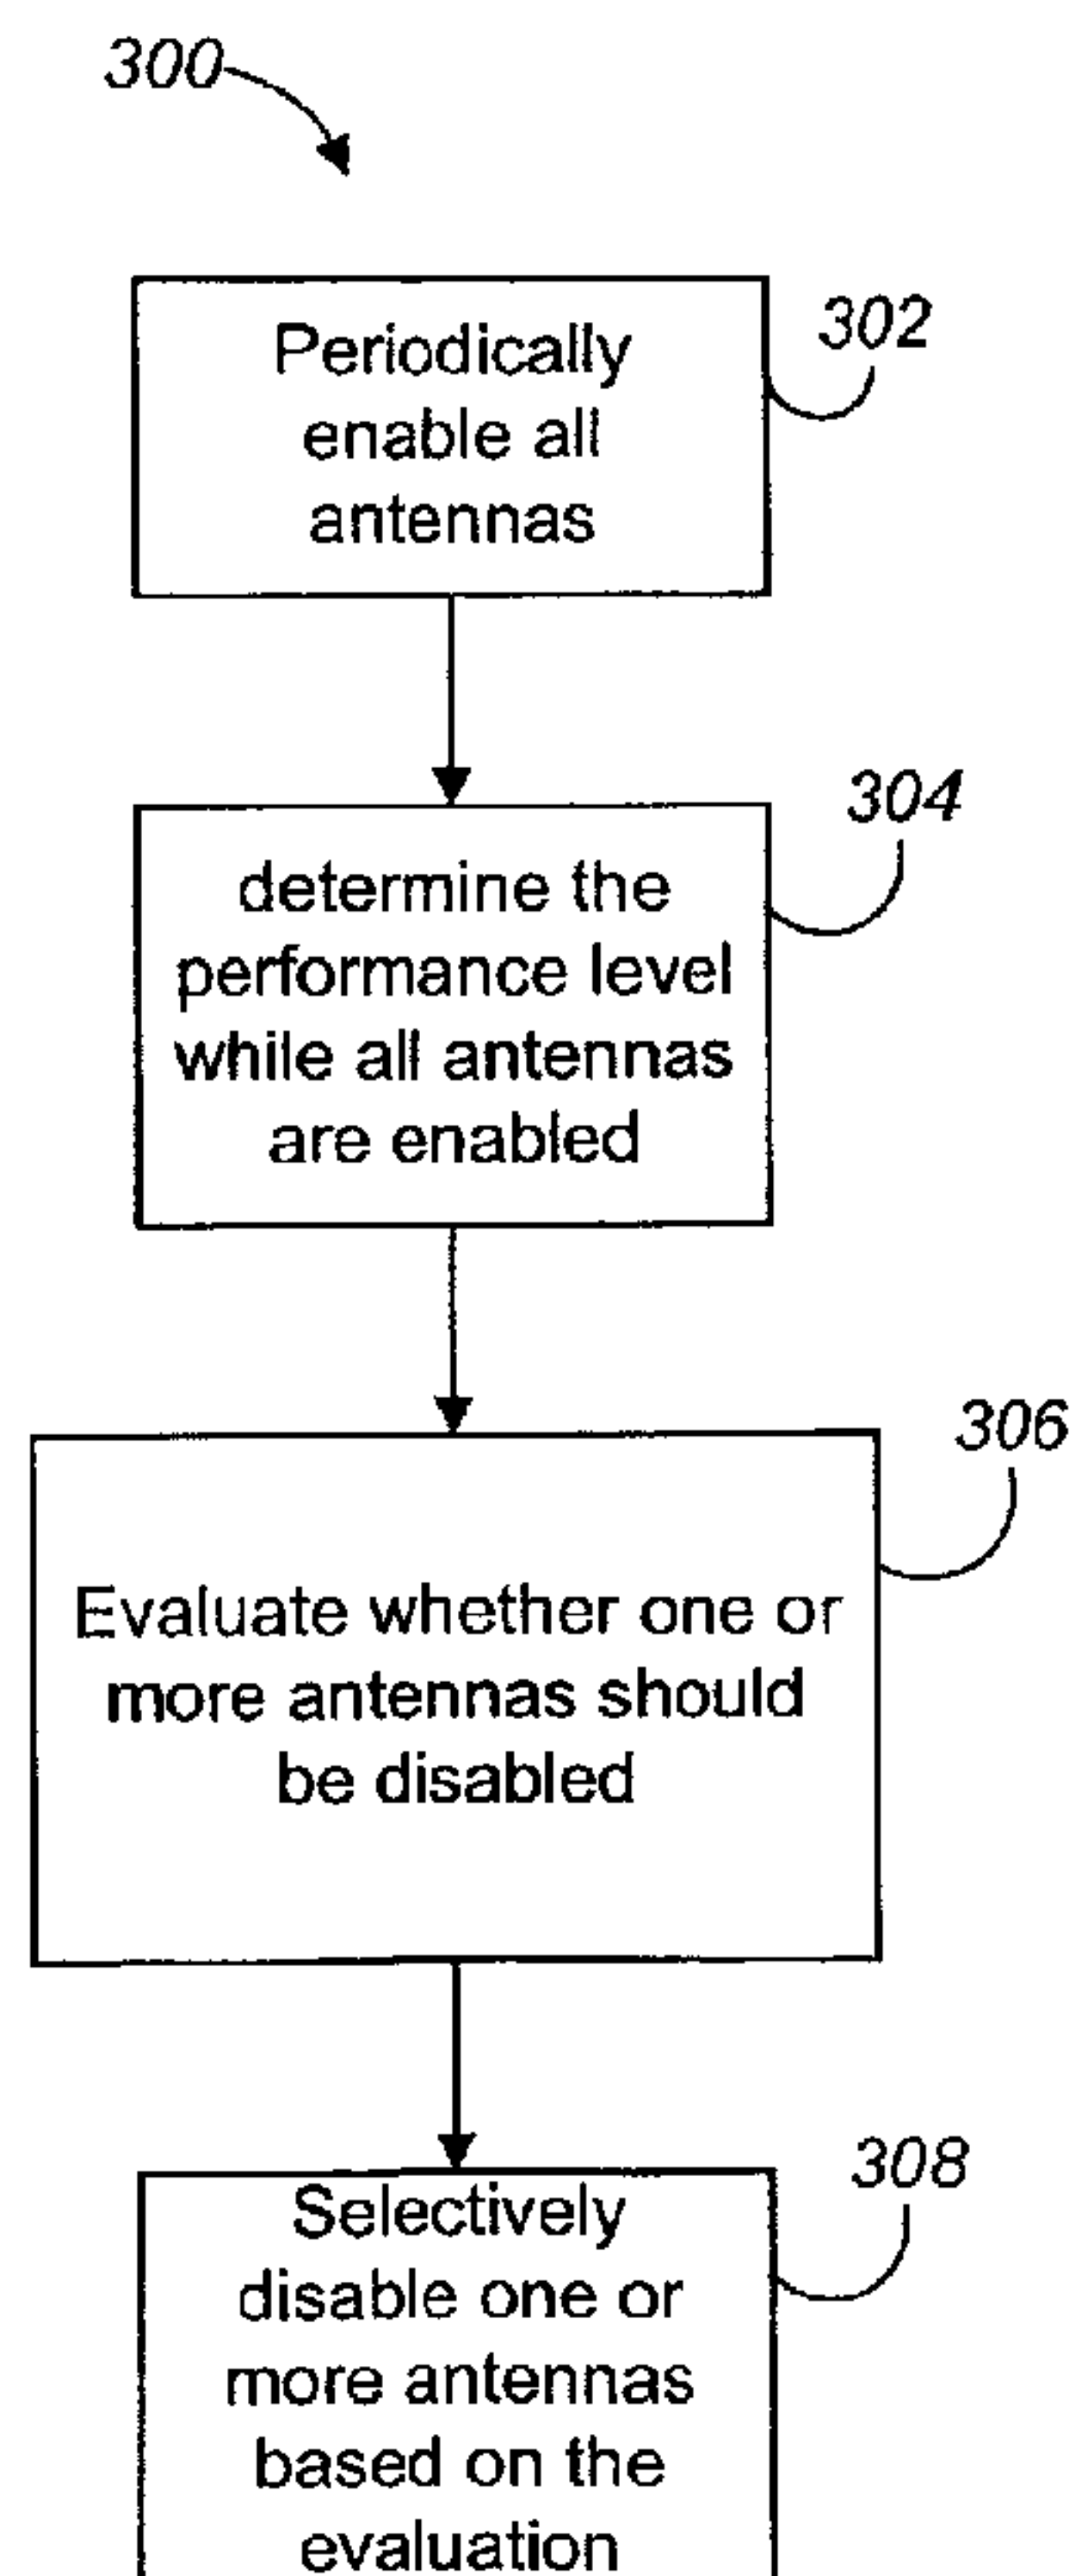 300
302
Periodically
enable all
antennas
304
determine the
performance level
while all antennas
are enabled
306
Evaluate whether one or
more antennas should
be disabled
308
Selectively
disable one or
more antennas
based on the
evaluation